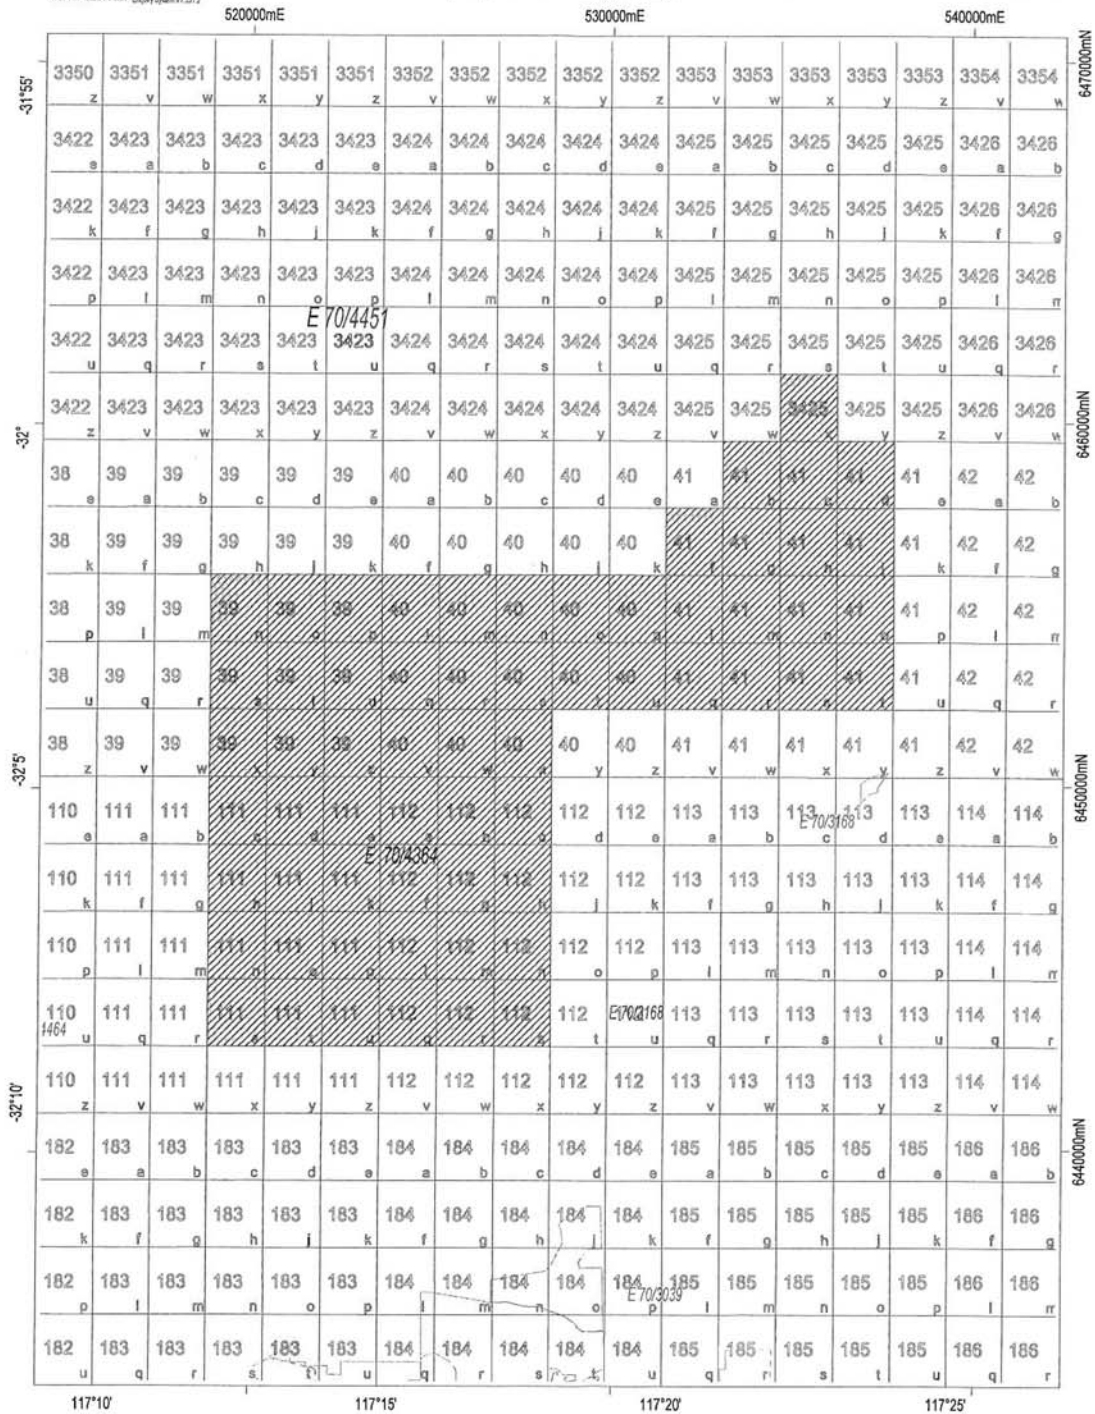 520000mE 530000mE 540000mE
3350 3351 3351 3351 3351 3351 3352 3352 3352 3352 3352 3353 3353 3353 3353 3353 3354 3354
z v w x y z v w x y z v w x y z v w
-31°55'
6470000mN
3422 3423 3423 3423 3423 3423 3424 3424 3424 3424 3424 3425 3425 3425 3425 3425 3426 3426
e a b c d e a b c d e a b c d e a b
3422 3423 3423 3423 3423 3423 3424 3424 3424 3424 3424 3425 3425 3425 3425 3425 3426 3426
k f g h j k f g h j k f g h j k f g
3422 3423 3423 3423 3423 3423 3424 3424 3424 3424 3424 3425 3425 3425 3425 3425 3426 3426
p l m n o p l m n o p l m n o p l m
E 70/4451
3422 3423 3423 3423 3423 3423 3424 3424 3424 3424 3424 3425 3425 3425 3425 3425 3426 3426
u q r s t u q r s t u q r s t u q r
3422 3423 3423 3423 3423 3423 3424 3424 3424 3424 3424 3425 3425 3425 3425 3425 3426 3426
z v w x y z v w x y z v w x y z v w
-32°
6460000mN
38 39 39 39 39 39 40 40 40 40 40 41 41 41 41 41 42 42
e a b c d e a b c d e a b c d e a b
38 39 39 39 39 39 40 40 40 40 40 41 41 41 41 41 42 42
k f g h j k f g h j k f g h j k f g
38 39 39 39 39 39 40 40 40 40 40 41 41 41 41 41 42 42
p l m n o p l m n o p l m n o p l m
38 39 39 39 39 39 40 40 40 40 40 41 41 41 41 41 42 42
u q r s t u q r s t u q r s t u q r
38 39 39 39 39 39 40 40 40 40 40 41 41 41 41 41 42 42
z v w x y z v w x y z v w x y z v w
-32°5'
6450000mN
110 111 111 111 111 111 112 112 112 112 112 113 113 113 113 113 114 114
e a b c d e a b c d e a b c d e a b
E 70/3168
E 70/4364
110 111 111 111 111 111 112 112 112 112 112 113 113 113 113 113 114 114
k f g h j k f g h j k f g h j k f g
110 111 111 111 111 111 112 112 112 112 112 113 113 113 113 113 114 114
p l m n o p l m n o p l m n o p l m
110 111 111 111 111 111 112 112 112 112 113 113 113 113 113 114 114
E 70/2168
1464
u q r s t u q r s t u q r s t u q r
110 111 111 111 111 111 112 112 112 112 112 113 113 113 113 113 114 114
z v w x y z v w x y z v w x y z v w
-32°10'
6440000mN
182 183 183 183 183 183 184 184 184 184 184 185 185 185 185 185 186 186
e a b c d e a b c d e a b c d e a b
182 183 183 183 183 183 184 184 184 184 184 185 185 185 185 185 186 186
k f g h j k f g h j k f g h j k f g
182 183 183 183 183 183 184 184 184 184 184 185 185 185 185 185 186 186
E 70/3039
p l m n o p l m n o p l m n o p l m
182 183 183 183 183 183 184 184 184 184 184 185 185 185 185 185 186 186
u q r s t u q r s t u q r s t u q r
117°10' 117°15' 117°20' 117°25'